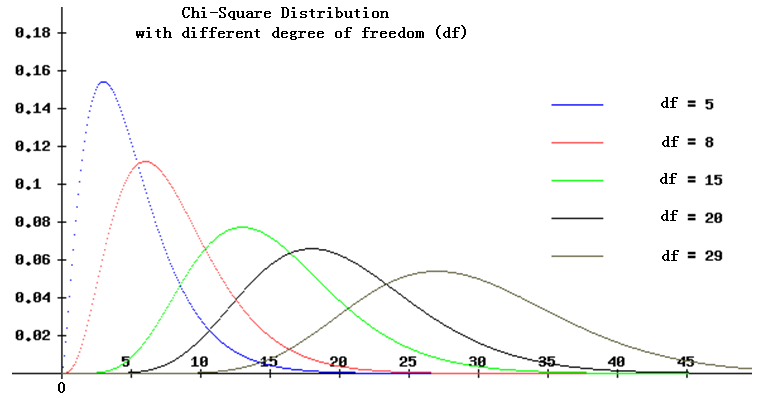 Chi-Square Distribution
with different degree of freedom (df)
0.18
0.16
0.14
0.12
0.1
0.08
0.06
0.04
0.02
df = 5
df = 8
df = 15
df = 20
df = 29
5 10 15 20 25 30 35 40 45
0